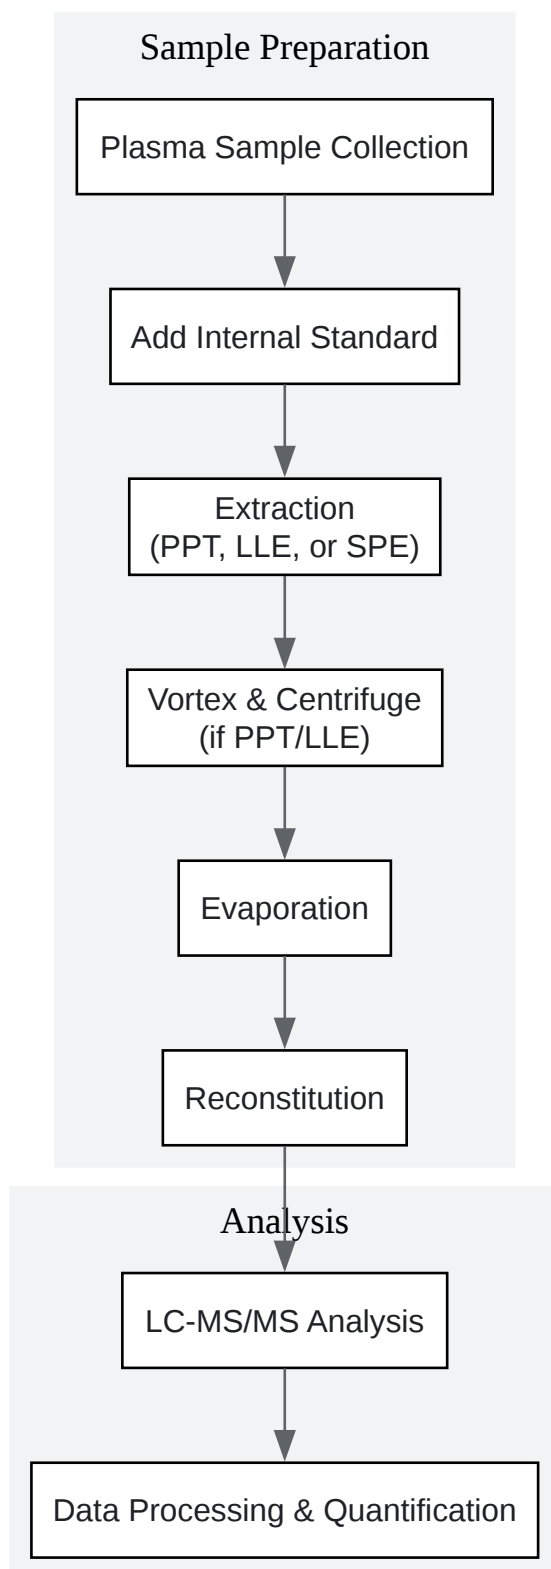 Sample Preparation
Plasma Sample Collection
Add Internal Standard
Extraction
(PPT, LLE, or SPE)
Vortex & Centrifuge
(if PPT/LLE)
Evaporation
Reconstitution
Analysis
LC-MS/MS Analysis
Data Processing & Quantification